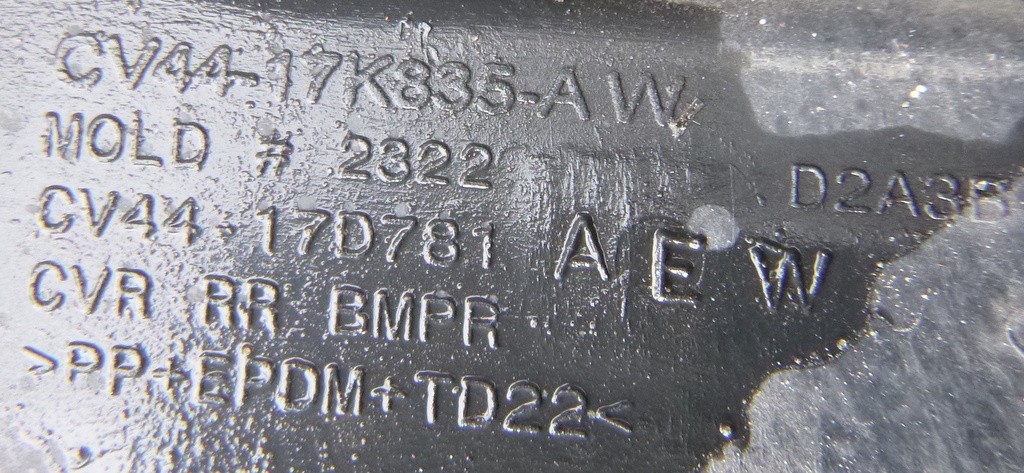 CV44-17K835-AW
MOLD # 2322
D2A3B
CV44-17D781 A E W
CVR RR BMPR
>PP+EPDM+TD22<